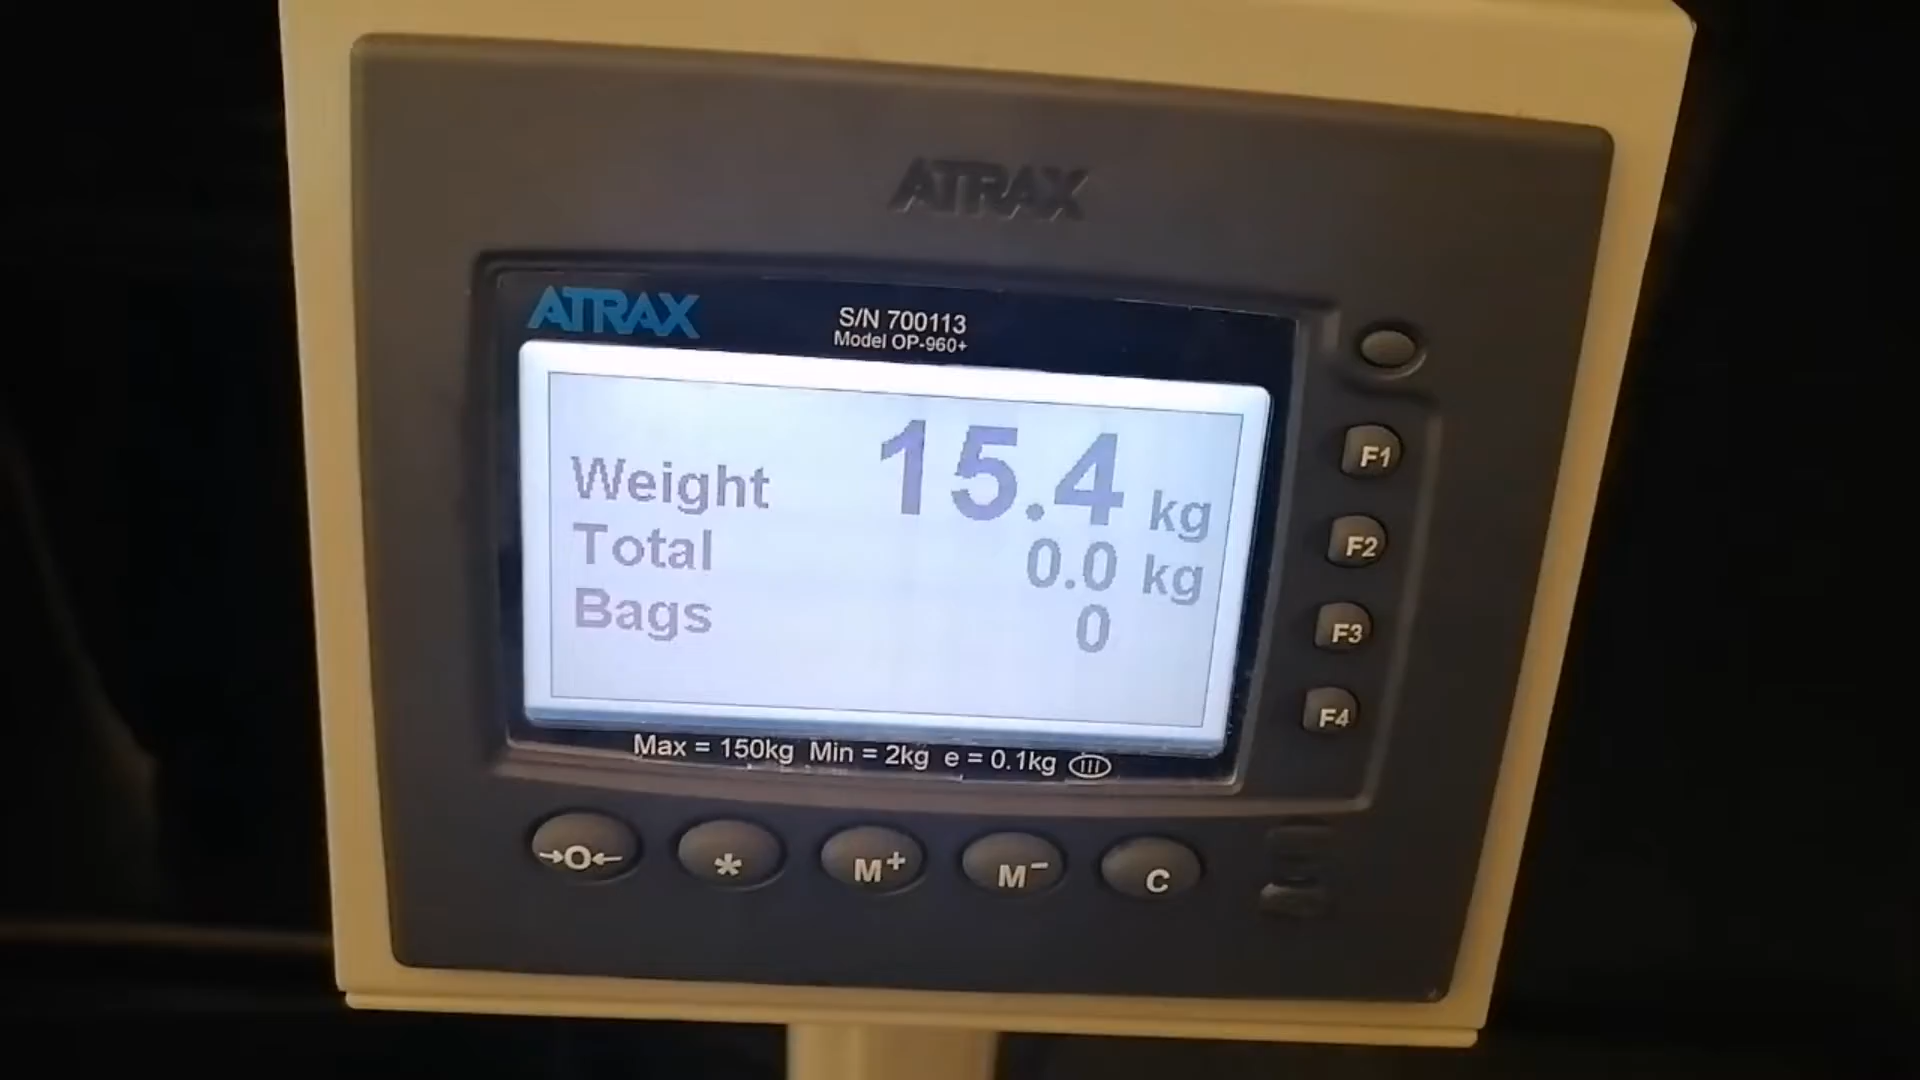 ATRAX
ATRAX
S/N 700113
Model OP-960+
Weight 15.4 kg
Total 0.0 kg
Bags 0
Max = 150kg Min = 2kg e = 0.1kg III
F1
F2
F3
F4
→O← * M+ M- C